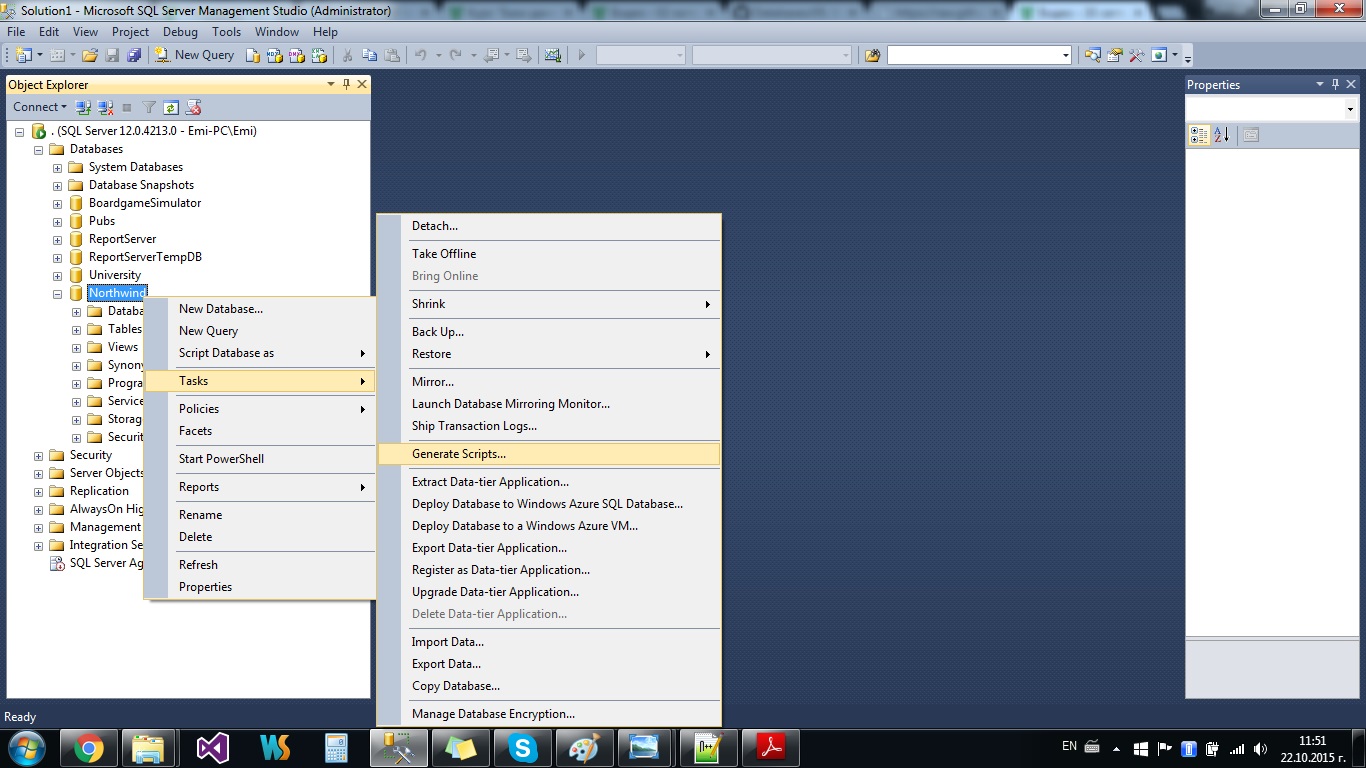 Solution1 - Microsoft SQL Server Management Studio (Administrator)
File Edit View Project Debug Tools Window Help
New Query
Object Explorer
Connect
. (SQL Server 12.0.4213.0 - Emi-PC\Emi)
Databases
System Databases
Database Snapshots
BoardgameSimulator
Pubs
ReportServer
ReportServerTempDB
University
Northwind
Databa
Tables
Views
Synony
Progra
Service
Storag
Securit
Security
Server Objects
Replication
AlwaysOn Hig
Management
Integration Se
SQL Server Ag
New Database...
New Query
Script Database as
Tasks
Policies
Facets
Start PowerShell
Reports
Rename
Delete
Refresh
Properties
Detach...
Take Offline
Bring Online
Shrink
Back Up...
Restore
Mirror...
Launch Database Mirroring Monitor...
Ship Transaction Logs...
Generate Scripts...
Extract Data-tier Application...
Deploy Database to Windows Azure SQL Database...
Deploy Database to a Windows Azure VM...
Export Data-tier Application...
Register as Data-tier Application...
Upgrade Data-tier Application...
Delete Data-tier Application...
Import Data...
Export Data...
Copy Database...
Manage Database Encryption...
Properties
Ready
EN
11:51
22.10.2015 г.